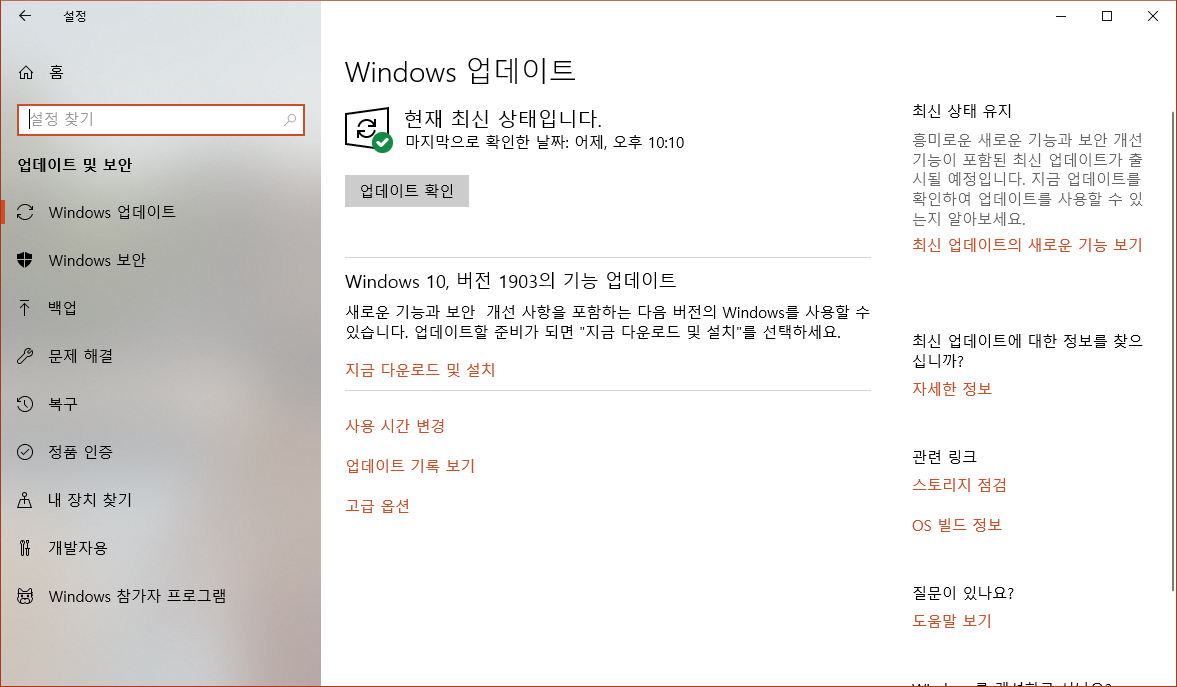 설정
홈
설정 찾기
업데이트 및 보안
Windows 업데이트
Windows 보안
백업
문제 해결
복구
정품 인증
내 장치 찾기
개발자용
Windows 참가자 프로그램
Windows 업데이트
현재 최신 상태입니다.
마지막으로 확인한 날짜: 어제, 오후 10:10
업데이트 확인
Windows 10, 버전 1903의 기능 업데이트
새로운 기능과 보안 개선 사항을 포함하는 다음 버전의 Windows를 사용할 수
있습니다. 업데이트할 준비가 되면 "지금 다운로드 및 설치"를 선택하세요.
지금 다운로드 및 설치
사용 시간 변경
업데이트 기록 보기
고급 옵션
최신 상태 유지
흥미로운 새로운 기능과 보안 개선
기능이 포함된 최신 업데이트가 출
시될 예정입니다. 지금 업데이트를
확인하여 업데이트를 사용할 수 있
는지 알아보세요.
최신 업데이트의 새로운 기능 보기
최신 업데이트에 대한 정보를 찾으
십니까?
자세한 정보
관련 링크
스토리지 점검
OS 빌드 정보
질문이 있나요?
도움말 보기